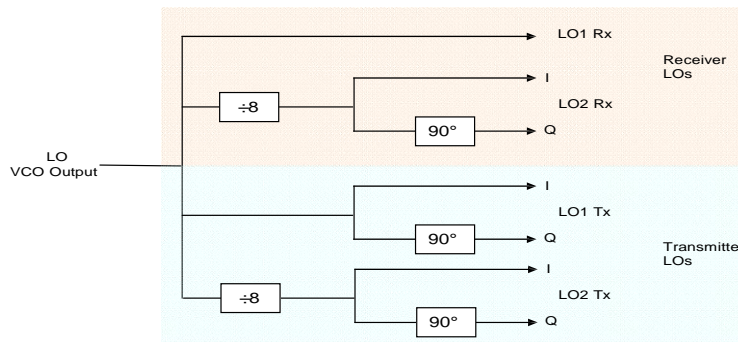 LO1 Rx
Receiver
LOs
I
÷8
LO2 Rx
90°
Q
LO
VCO Output
I
LO1 Tx
90°
Q
Transmitte
LOs
I
÷8
LO2 Tx
90°
Q